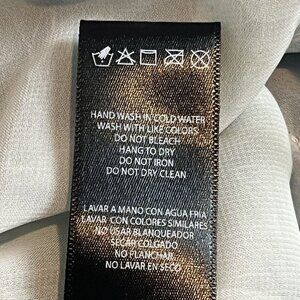 HAND WASH IN COLD WATER
WASH WITH LIKE COLORS
DO NOT BLEACH
HANG TO DRY
DO NOT IRON
DO NOT DRY CLEAN
LAVAR A MANO CON AGUA FRIA
LAVAR CON COLORES SIMILARES
NO USAR BLANQUEADOR
SECAR COLGADO
NO PLANCHAR
NO LAVAR EN SECO